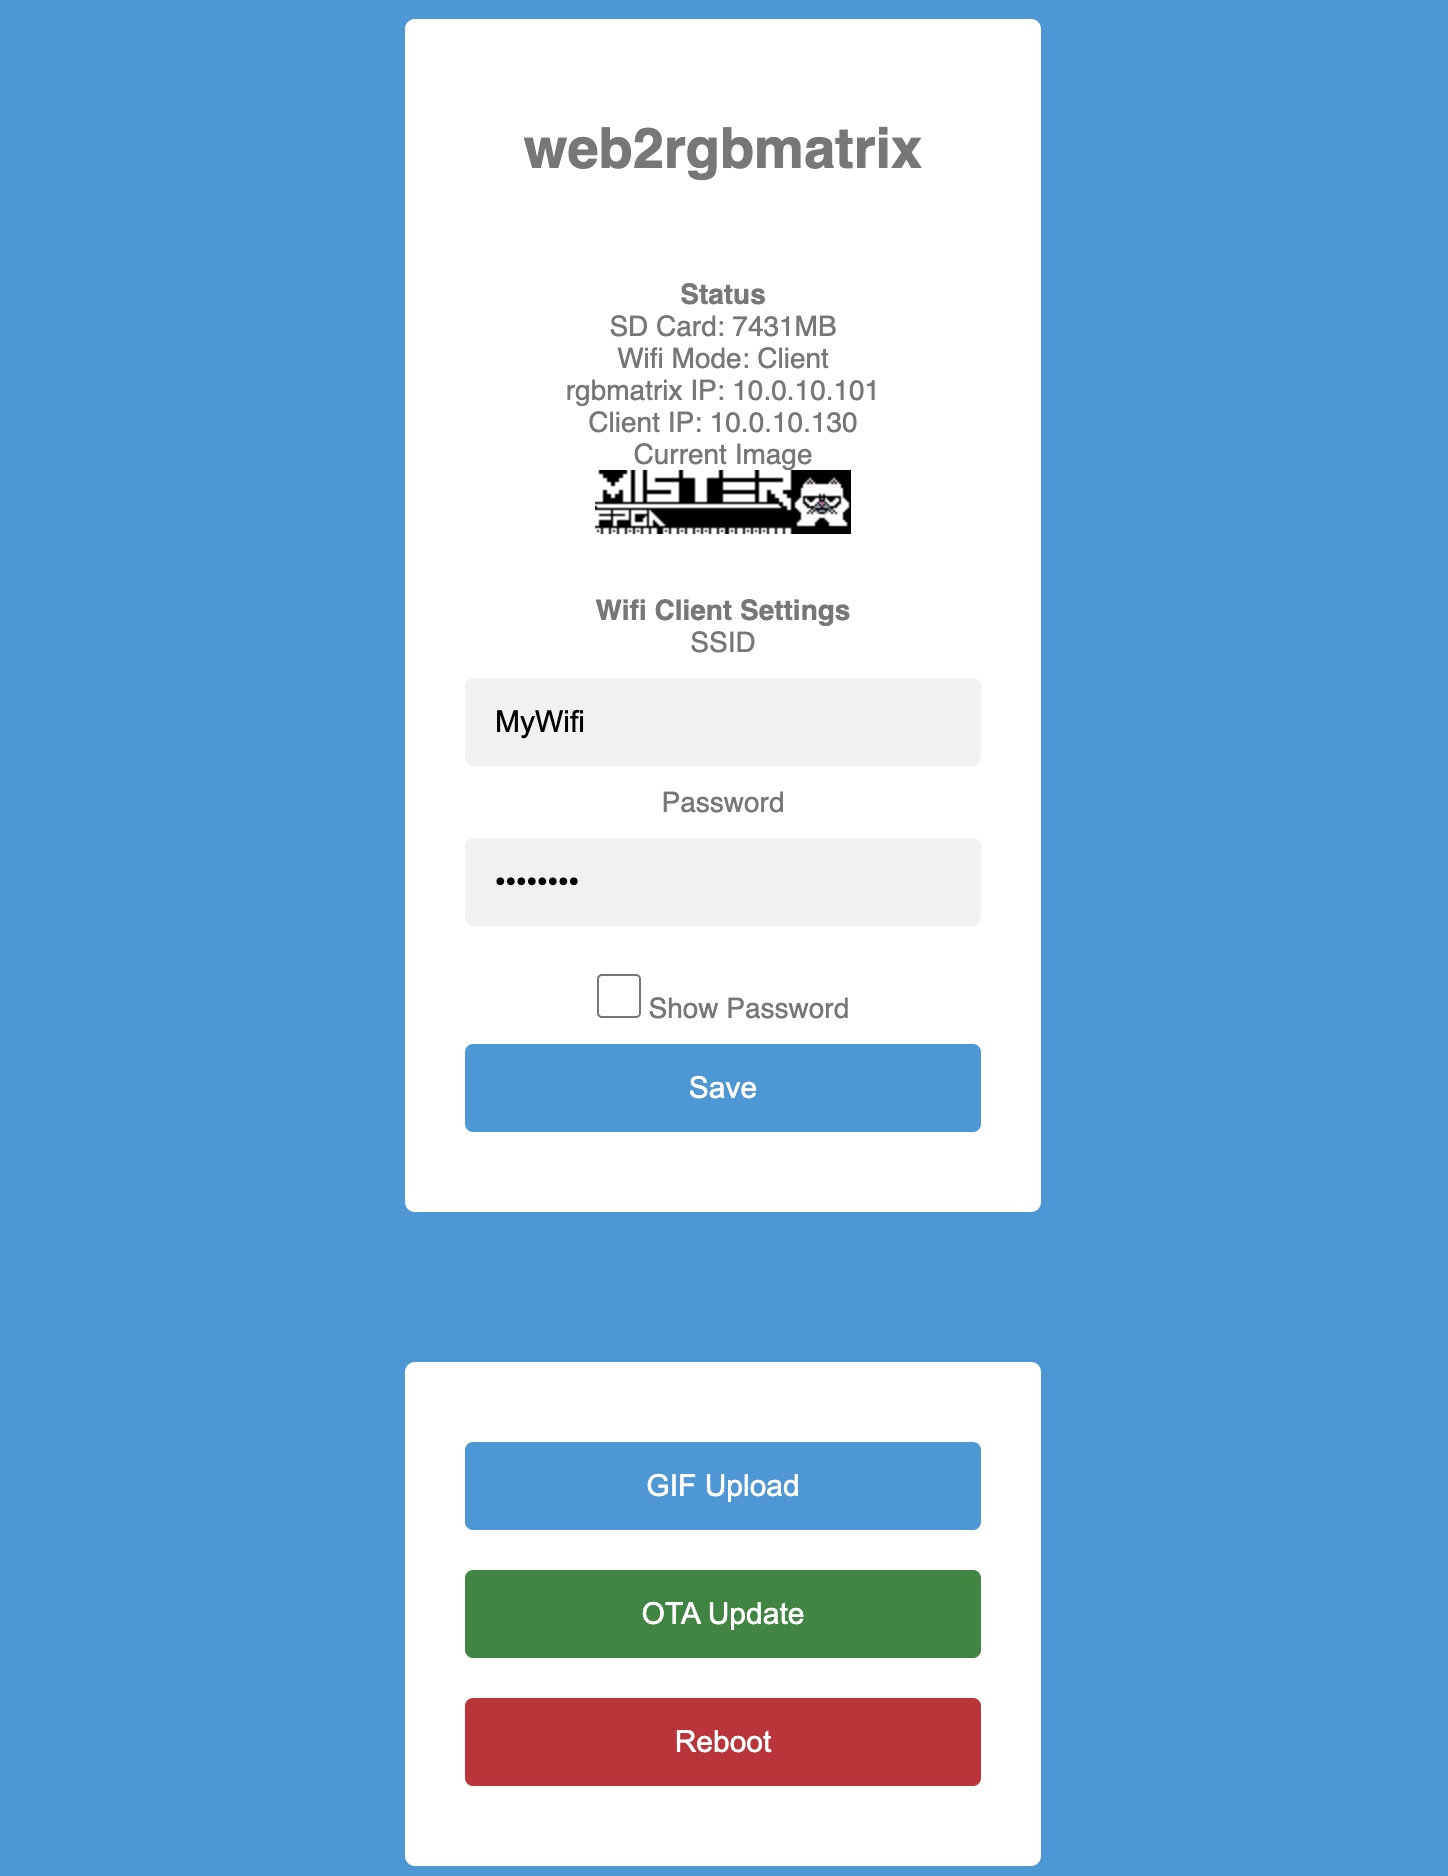 web2rgbmatrix
Status
SD Card: 7431MB
Wifi Mode: Client
rgbmatrix IP: 10.0.10.101
Client IP: 10.0.10.130
Current Image
MISTER
FPGA
Wifi Client Settings
SSID
MyWifi
Password
••••••••
Show Password
Save
GIF Upload
OTA Update
Reboot